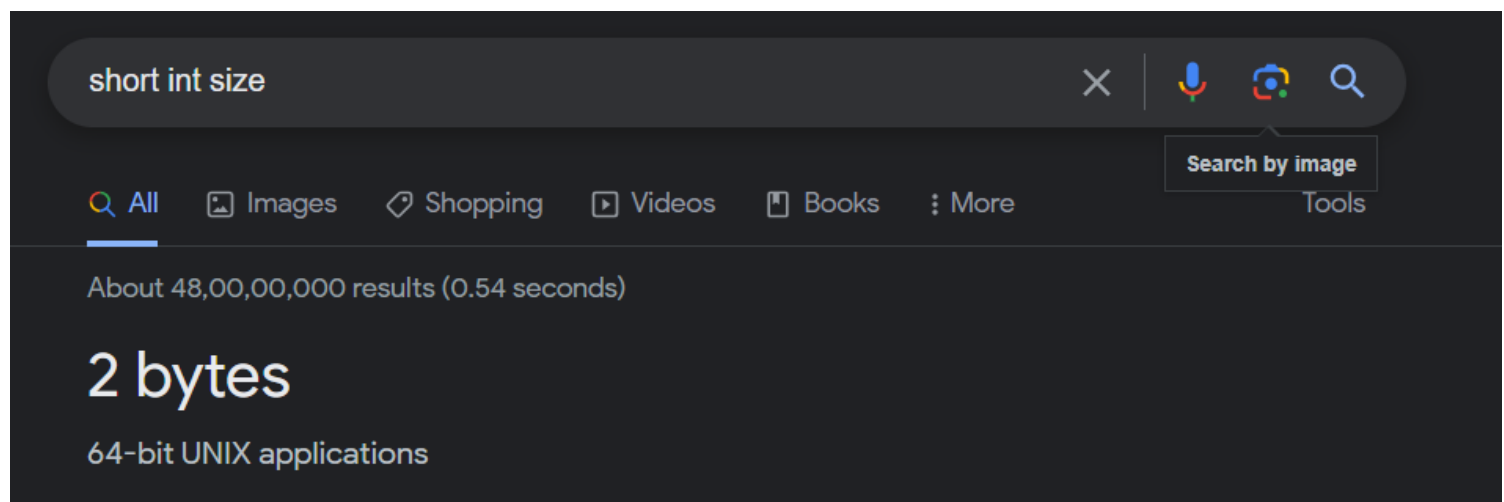 short int size
Search by image
All Images Shopping Videos Books More Tools
About 48,00,00,000 results (0.54 seconds)
2 bytes
64-bit UNIX applications